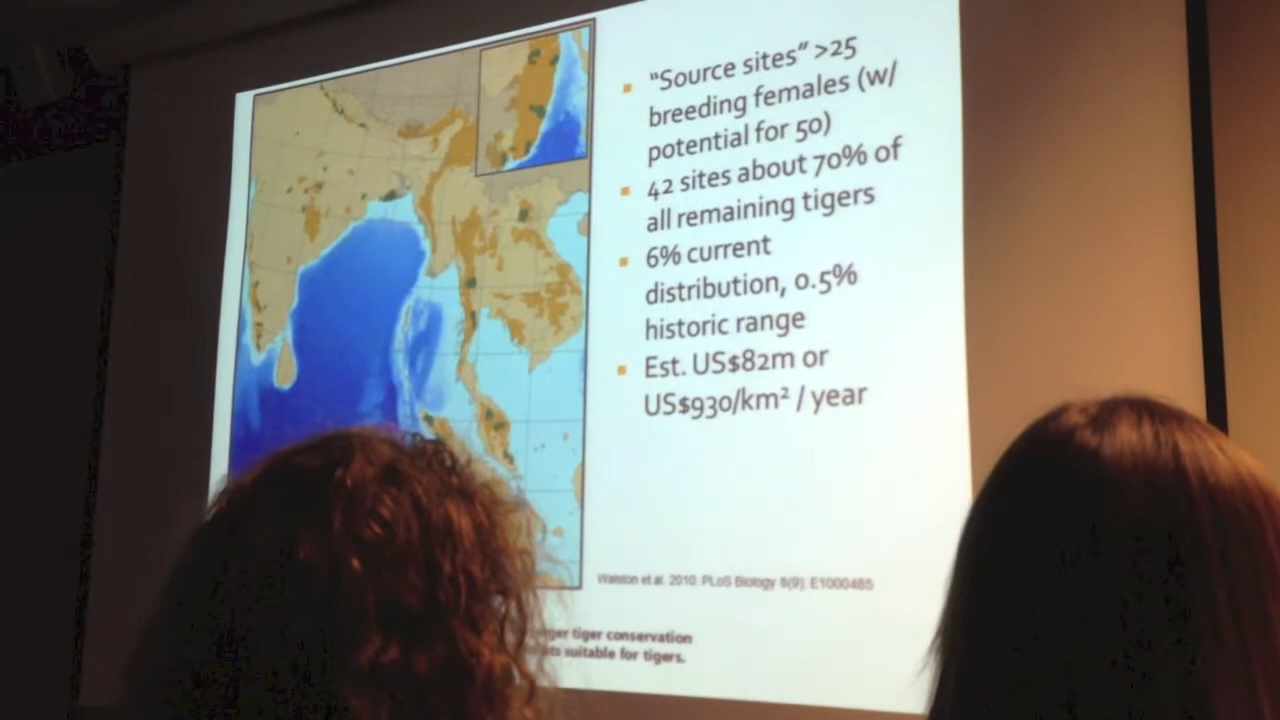 "Source sites" >25
breeding females (w/
potential for 50)
42 sites about 70% of
all remaining tigers
6% current
distribution, 0.5%
historic range
Est. US$82m or
US$930/km² / year
Walston et al. 2010. PLoS Biology 8(9): E1000485
tiger conservation
suitable for tigers.